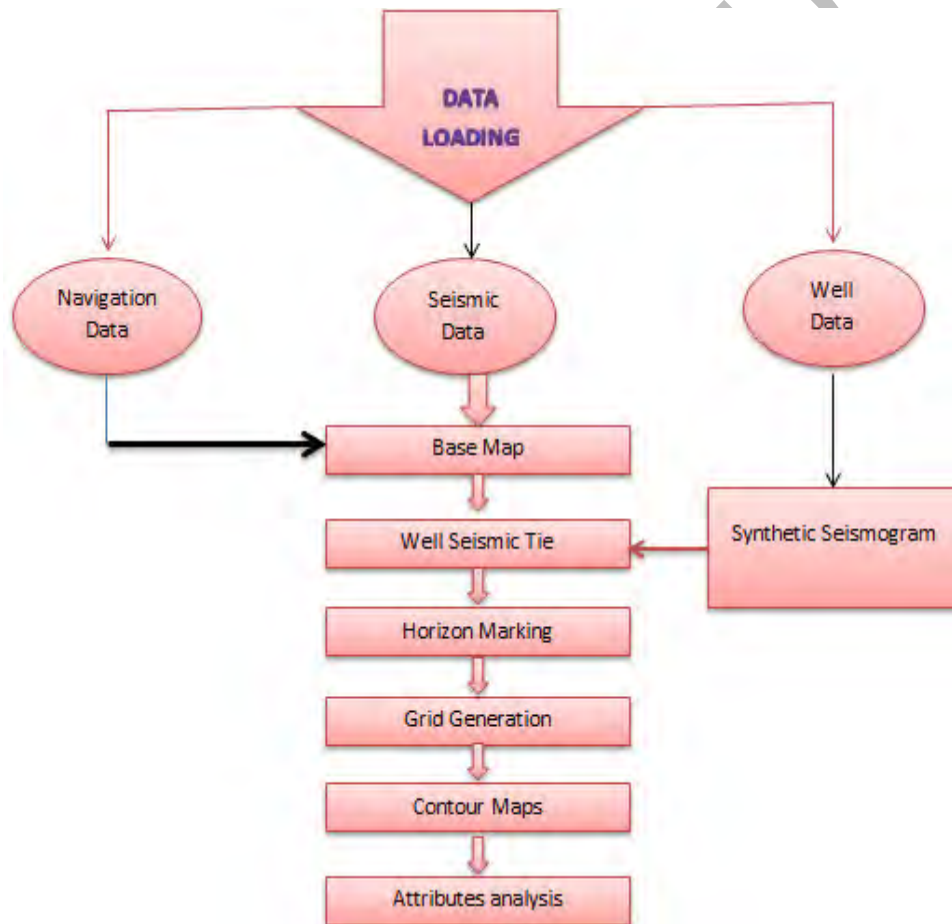 DATA
LOADING
Navigation
Data
Seismic
Data
Well
Data
Base Map
Well Seismic Tie
Synthetic Seismogram
Horizon Marking
Grid Generation
Contour Maps
Attributes analysis